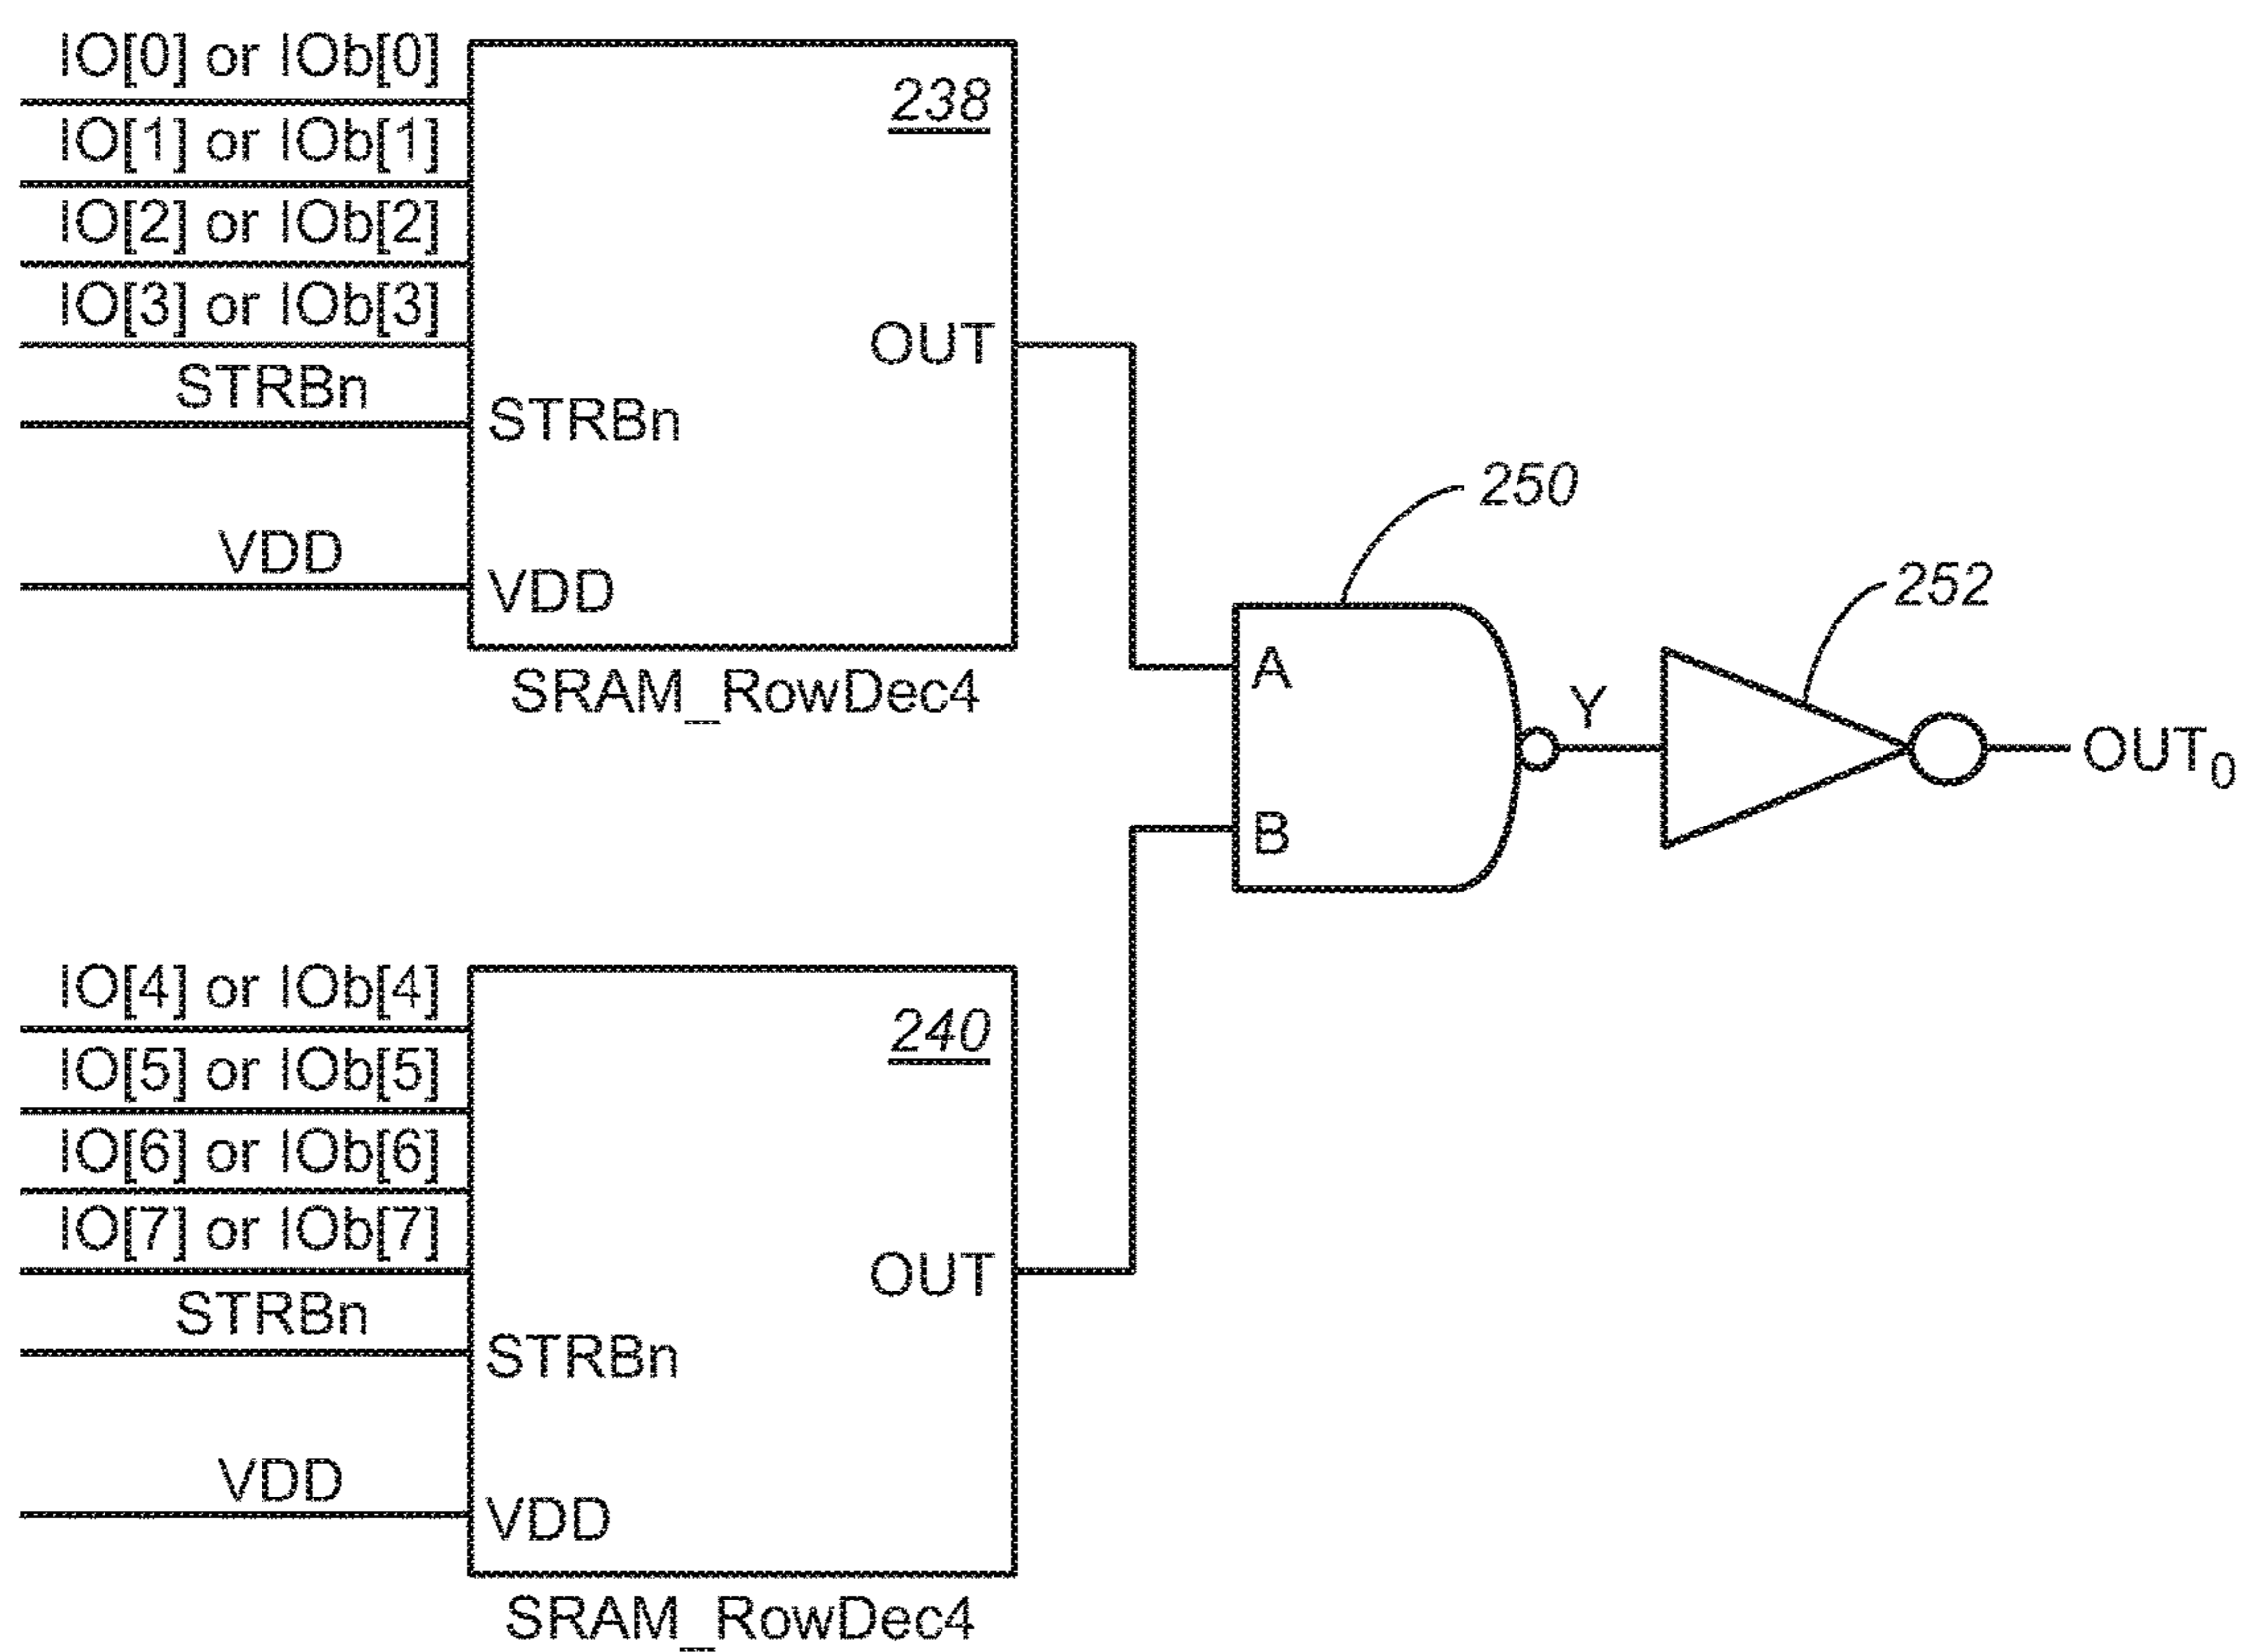 IO[0] or IOb[0]
238
IO[1] or IOb[1]
IO[2] or IOb[2]
IO[3] or IOb[3]
OUT
STRBn
STRBn
VDD
VDD
SRAM_RowDec4
250
252
A
Y
OUT0
B
IO[4] or IOb[4]
240
IO[5] or IOb[5]
IO[6] or IOb[6]
IO[7] or IOb[7]
OUT
STRBn
STRBn
VDD
VDD
SRAM_RowDec4